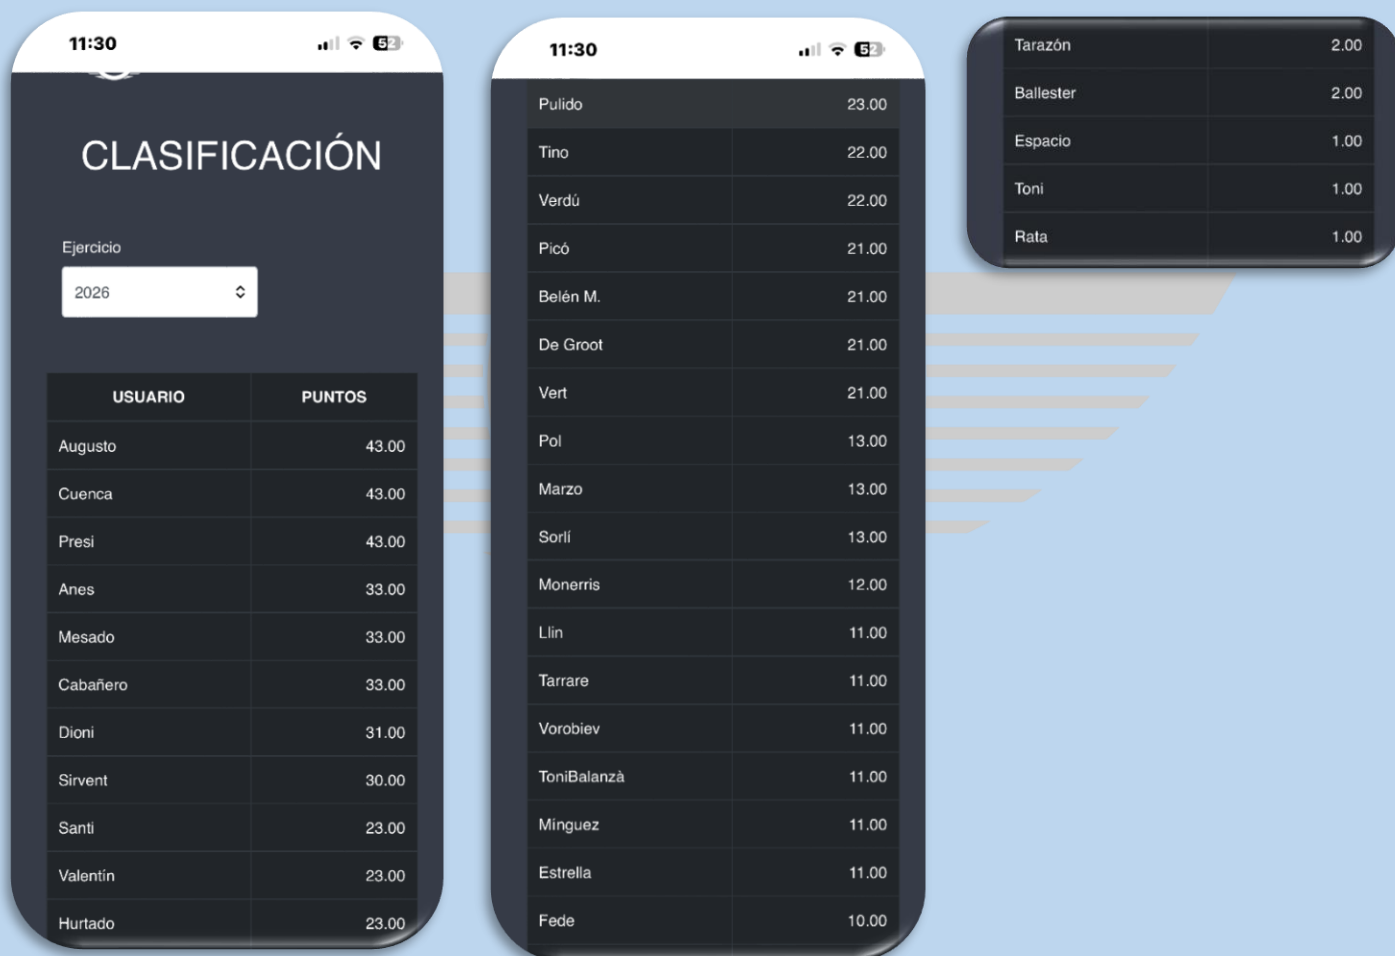 11:30
52
CLASIFICACIÓN
Ejercicio
2026
USUARIO PUNTOS
Augusto 43.00
Cuenca 43.00
Presi 43.00
Anes 33.00
Mesado 33.00
Cabañero 33.00
Dioni 31.00
Sirvent 30.00
Santi 23.00
Valentín 23.00
Hurtado 23.00
11:30
52
Pulido 23.00
Tino 22.00
Verdú 22.00
Picó 21.00
Belén M. 21.00
De Groot 21.00
Vert 21.00
Pol 13.00
Marzo 13.00
Sorlí 13.00
Monerris 12.00
Llin 11.00
Tarrare 11.00
Vorobiev 11.00
ToniBalanzà 11.00
Mínguez 11.00
Estrella 11.00
Fede 10.00
Tarazón 2.00
Ballester 2.00
Espacio 1.00
Toni 1.00
Rata 1.00